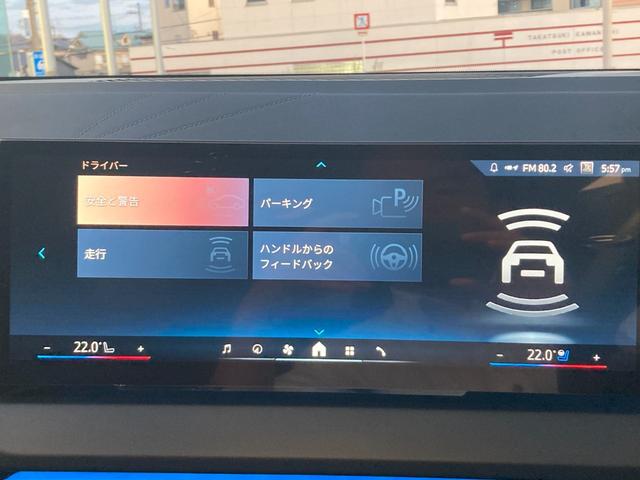 TAKATSUKI KAWANISHI
POST OFFICE
ドライバー
FM 80.2
5:57 pm
安全と警告
パーキング
P
走行
ハンドルからの
フィードバック
- 22.0° +
- 22.0° +